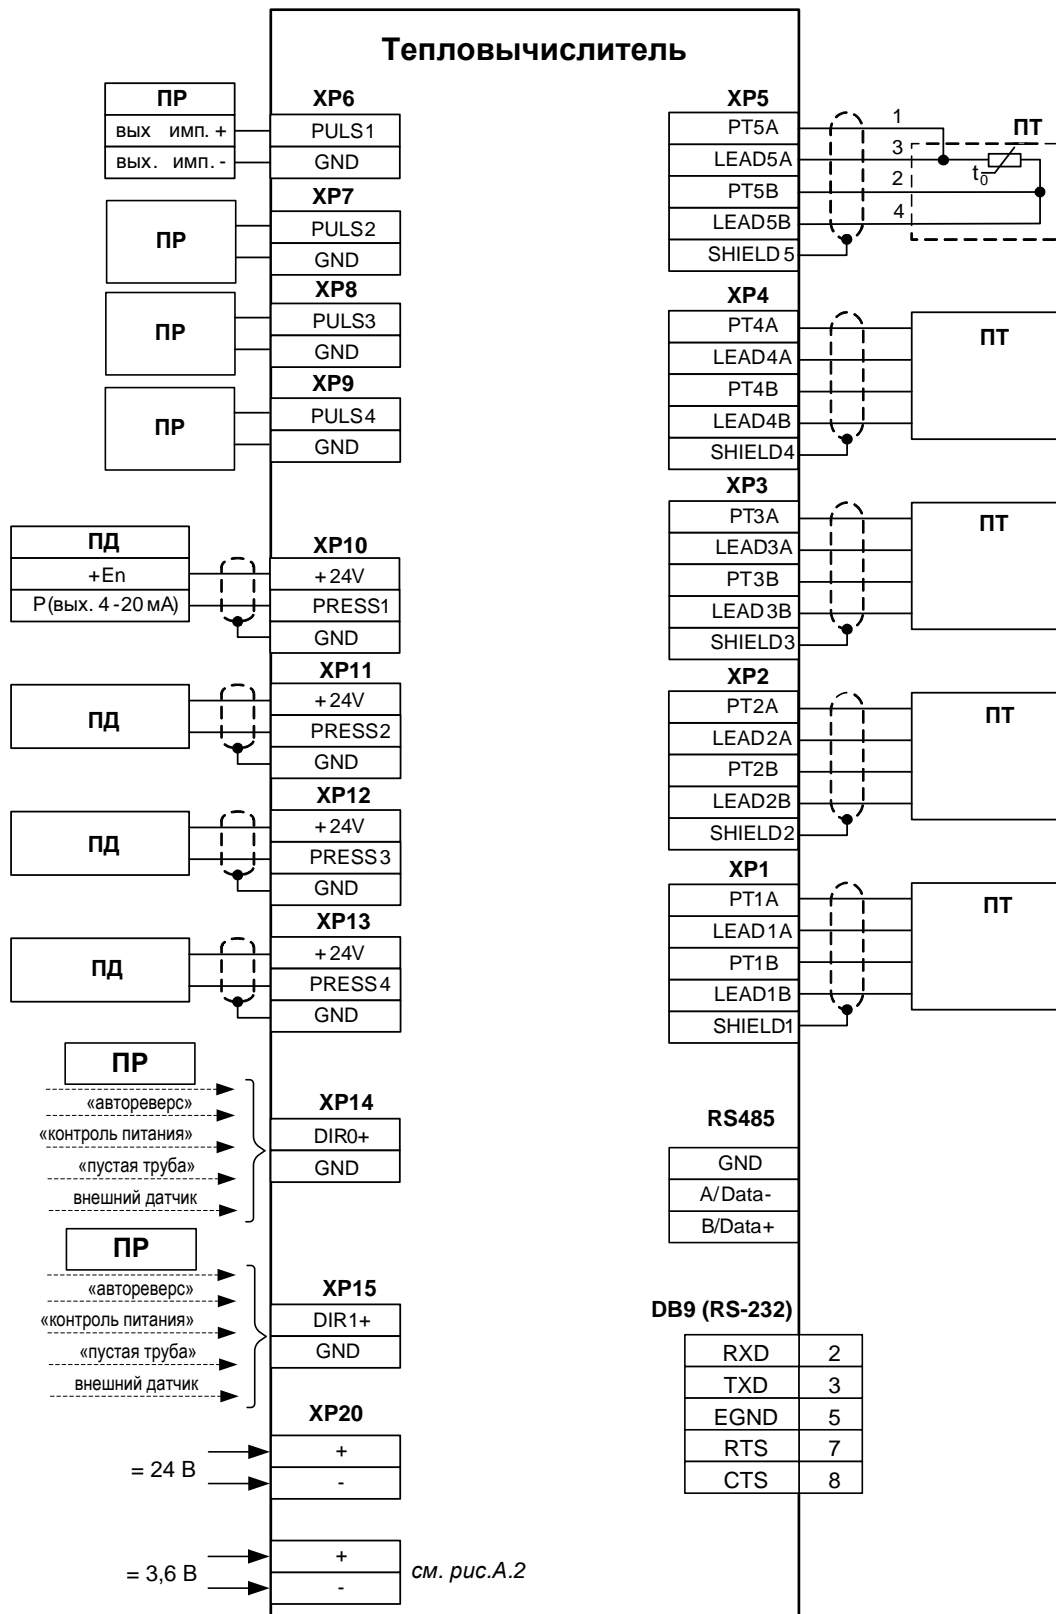 Тепловычислитель
ПР
вых имп. +
вых. имп. -
XP6
PULS1
GND
XP7
ПР
PULS2
GND
XP8
ПР
PULS3
GND
XP9
ПР
PULS4
GND
ПД
+En
P(вых. 4-20 мА)
XP10
+24V
PRESS1
GND
XP11
ПД
+24V
PRESS2
GND
XP12
ПД
+24V
PRESS3
GND
XP13
ПД
+24V
PRESS4
GND
ПР
«автореверс»
«контроль питания»
«пустая труба»
внешний датчик
XP14
DIR0+
GND
ПР
«автореверс»
«контроль питания»
«пустая труба»
внешний датчик
XP15
DIR1+
GND
XP20
= 24 В
+
-
= 3,6 В
+
-
см. рис.А.2
XP5
PT5A
LEAD5A
PT5B
LEAD5B
SHIELD5
1
3
2
4
ПТ
t0
XP4
PT4A
LEAD4A
PT4B
LEAD4B
SHIELD4
ПТ
XP3
PT3A
LEAD3A
PT3B
LEAD3B
SHIELD3
ПТ
XP2
PT2A
LEAD2A
PT2B
LEAD2B
SHIELD2
ПТ
XP1
PT1A
LEAD1A
PT1B
LEAD1B
SHIELD1
ПТ
RS485
GND
A/Data-
B/Data+
DB9 (RS-232)
RXD 2
TXD 3
EGND 5
RTS 7
CTS 8